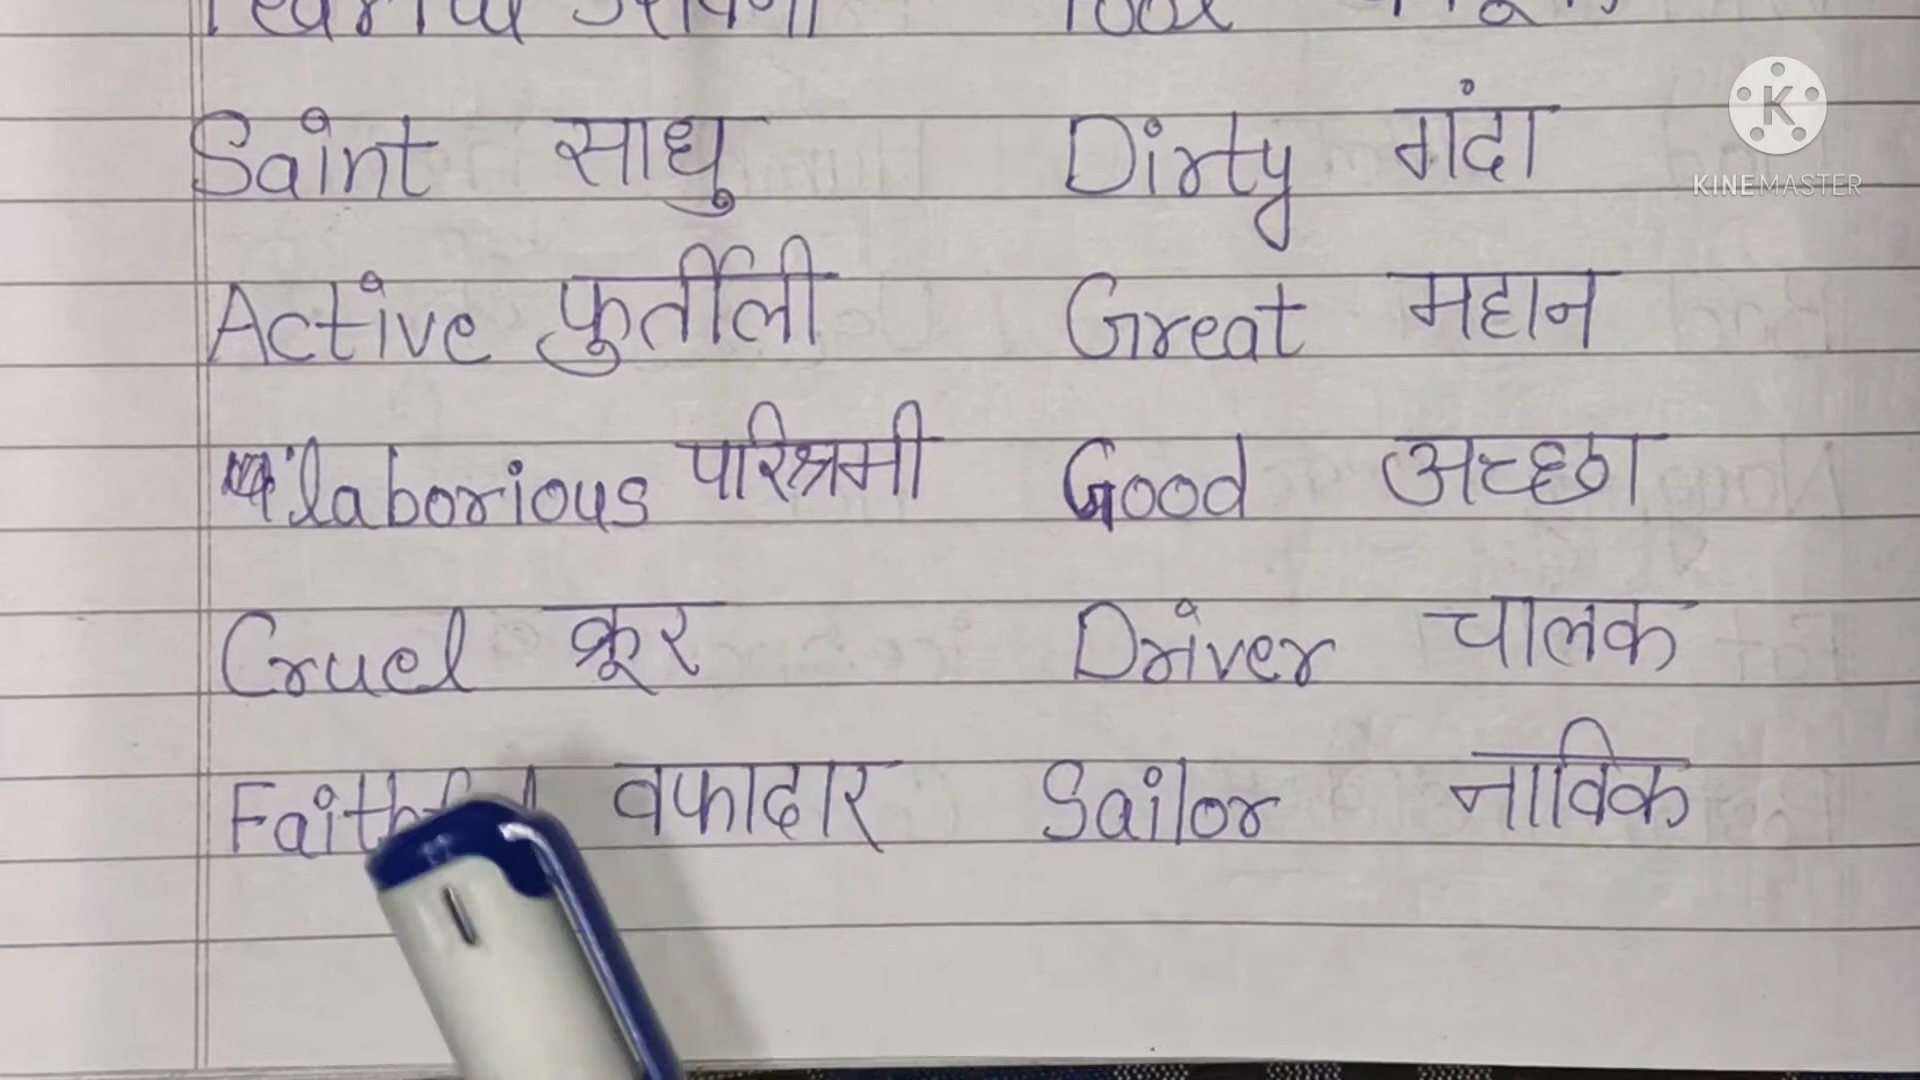 Saint साधु Dirty गंदा
Active फुर्तीली Great महान
laborious परिश्रमी Good अच्छा
Cruel क्रूर Driver चालक
वफादार Sailor नाविक
KINEMASTER